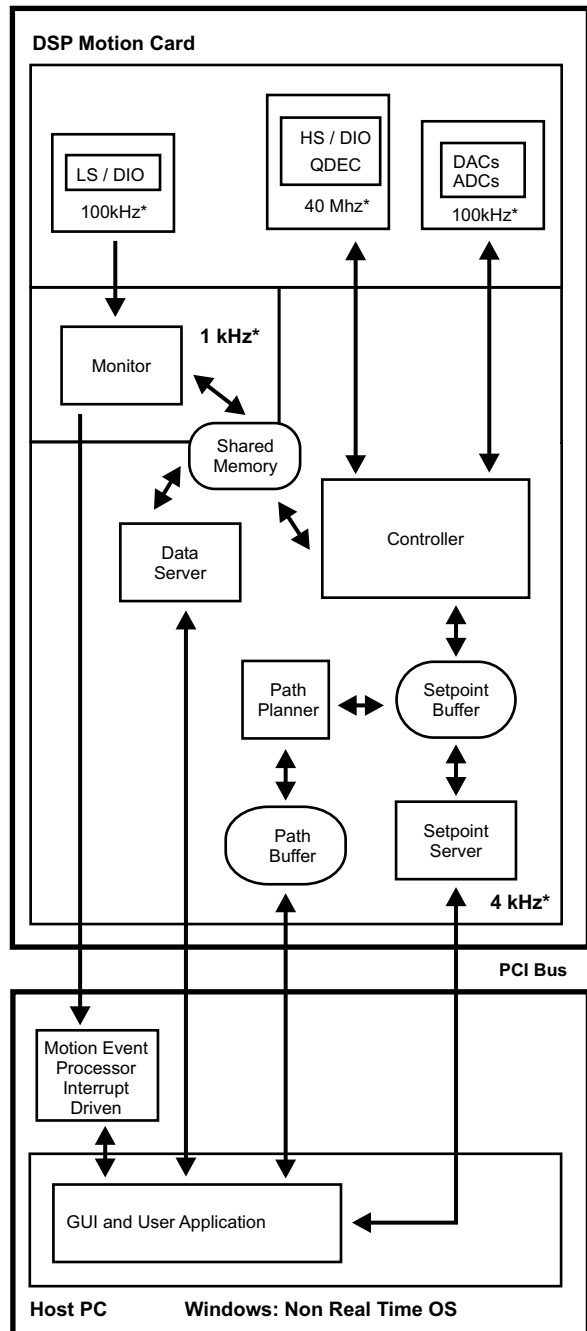 DSP Motion Card
LS / DIO
100kHz*
HS / DIO
QDEC
40 Mhz*
DACs
ADCs
100kHz*
Monitor
1 kHz*
Shared
Memory
Data
Server
Controller
Path
Planner
Setpoint
Buffer
Path
Buffer
Setpoint
Server
4 kHz*
PCI Bus
Motion Event
Processor
Interrupt
Driven
GUI and User Application
Host PC
Windows: Non Real Time OS